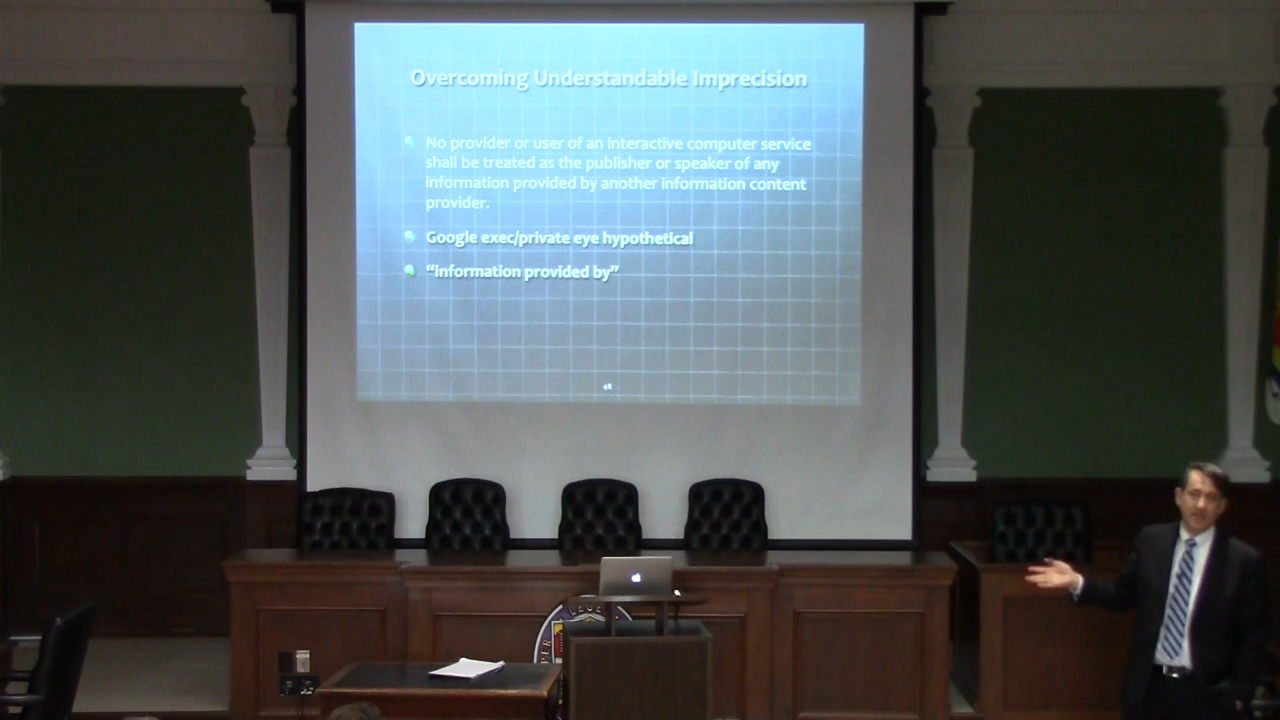 Overcoming Understandable Imprecision
No provider or user of an interactive computer service
shall be treated as the publisher or speaker of any
information provided by another information content
provider.
Google exec/private eye hypothetical
“information provided by”